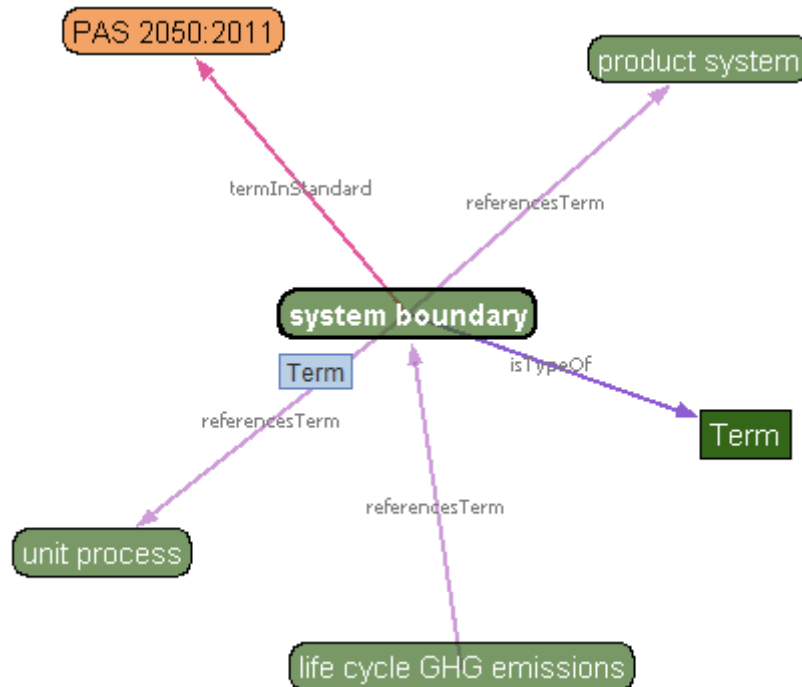 PAS 2050:2011
product system
termInStandard
referencesTerm
system boundary
Term
isTypeOf
referencesTerm
Term
referencesTerm
unit process
life cycle GHG emissions